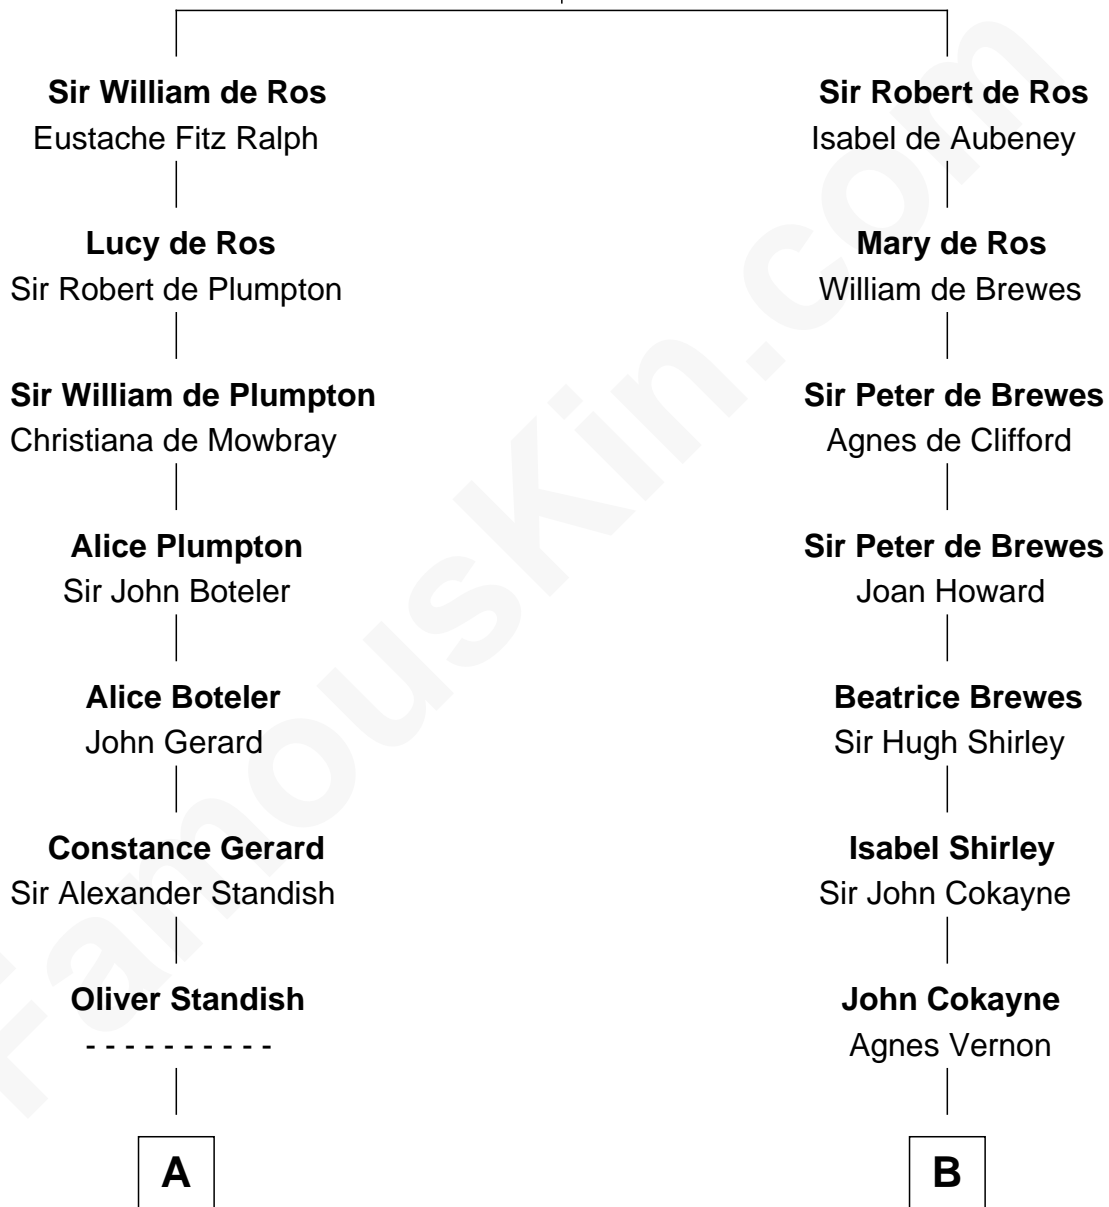 Sir William de Ros
Eustache Fitz Ralph
Lucy de Ros
Sir Robert de Plumpton
Sir William de Plumpton
Christiana de Mowbray
Alice Plumpton
Sir John Boteler
Alice Boteler
John Gerard
Constance Gerard
Sir Alexander Standish
Oliver Standish
- - - - - - - - - -
A
Sir Robert de Ros
Isabel de Aubeney
Mary de Ros
William de Brewes
Sir Peter de Brewes
Agnes de Clifford
Sir Peter de Brewes
Joan Howard
Beatrice Brewes
Sir Hugh Shirley
Isabel Shirley
Sir John Cokayne
John Cokayne
Agnes Vernon
B
FamousKin.com